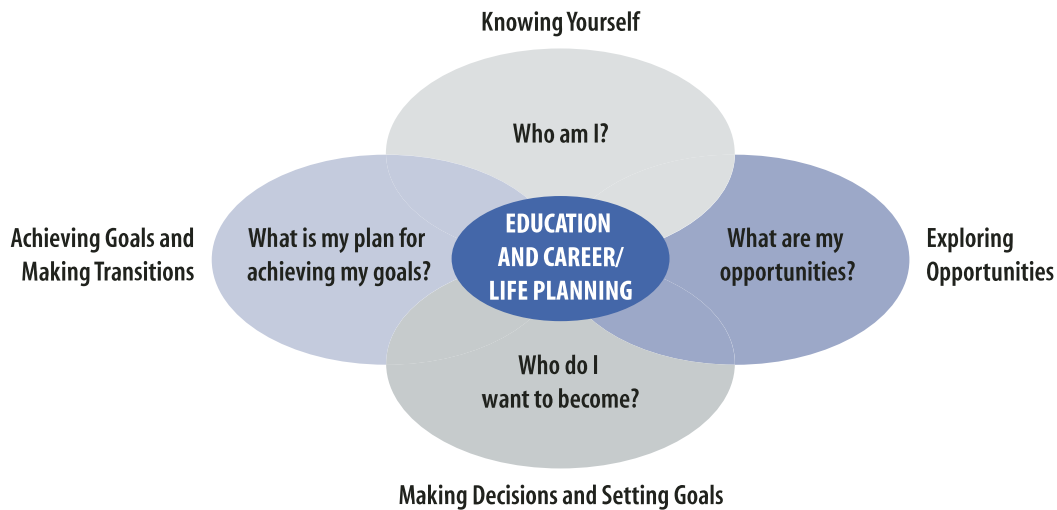 Knowing Yourself
Who am I?
Achieving Goals and
Making Transitions
What is my plan for
achieving my goals?
EDUCATION
AND CAREER/
LIFE PLANNING
What are my
opportunities?
Exploring
Opportunities
Who do I
want to become?
Making Decisions and Setting Goals